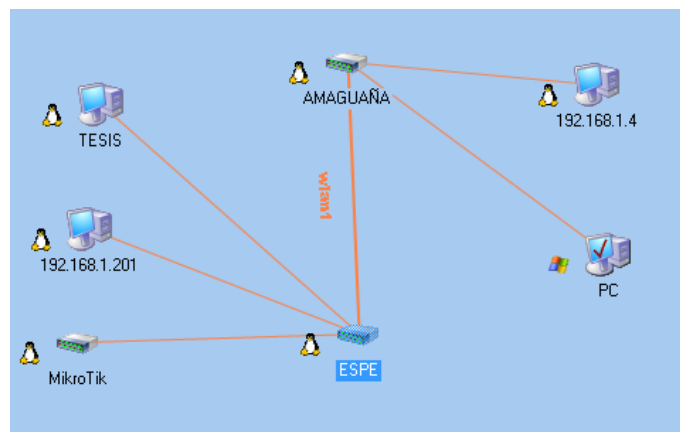 AMAGUAÑA
192.168.1.4
TESIS
wlan1
192.168.1.201
PC
ESPE
MikroTik